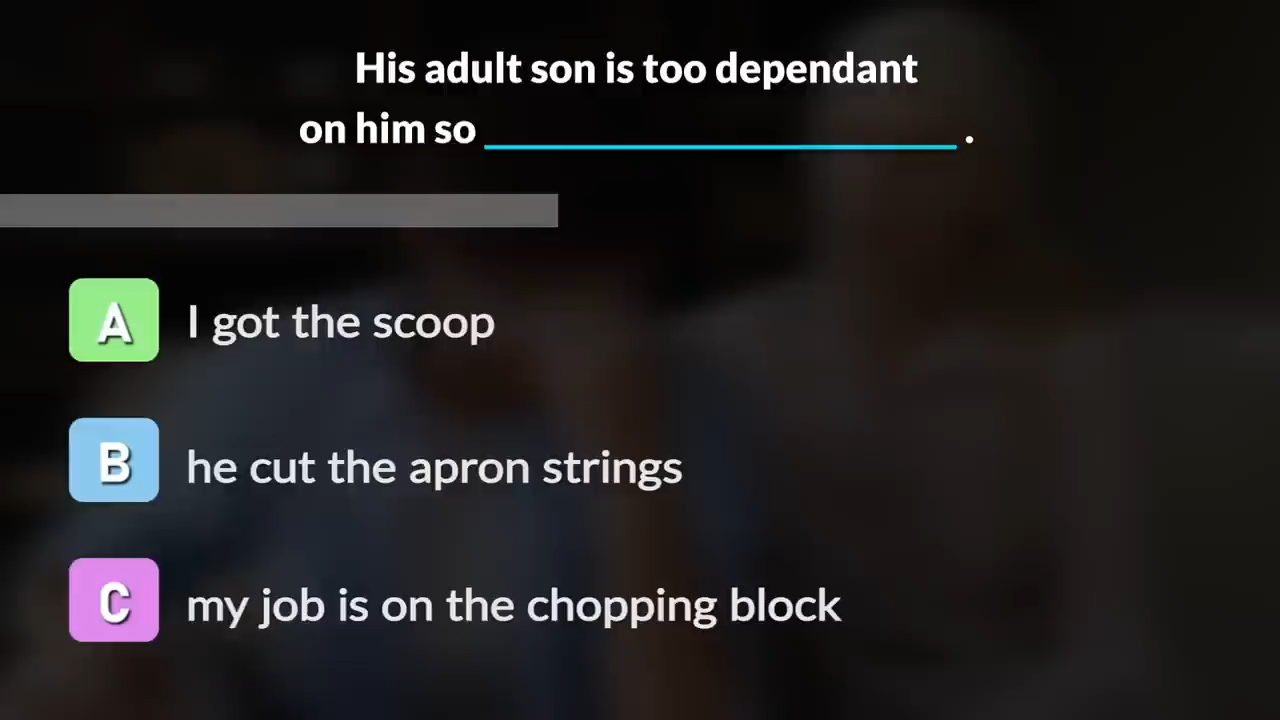 His adult son is too dependant
on him so ____________________ .
A I got the scoop
B he cut the apron strings
C my job is on the chopping block